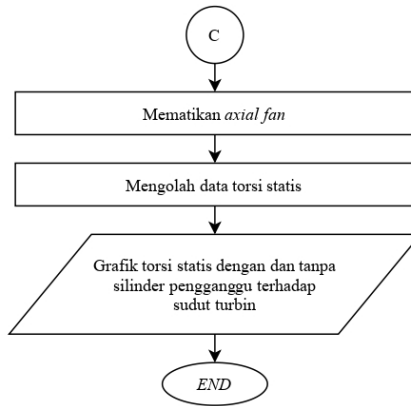 C
Mematikan axial fan
Mengolah data torsi statis
Grafik torsi statis dengan dan tanpa
silinder pengganggu terhadap
sudut turbin
END